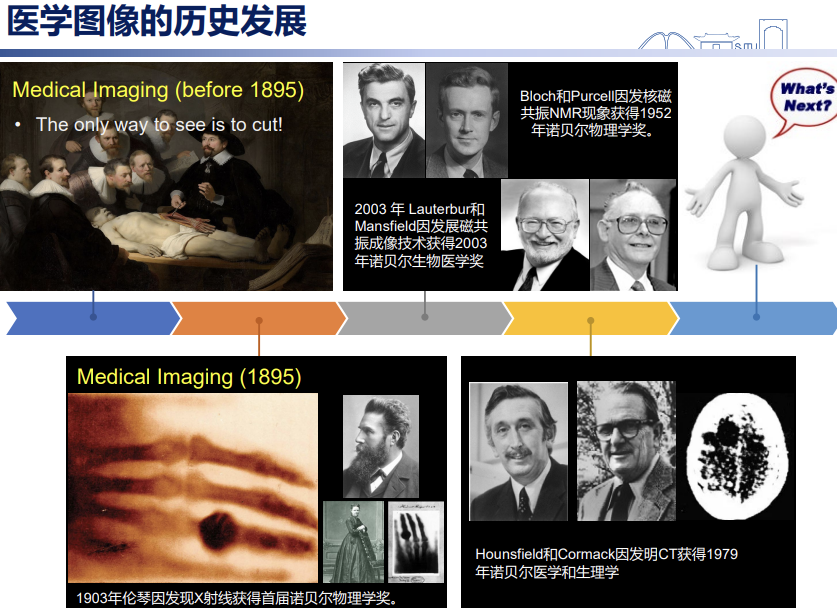 医学图像的历史发展
Medical Imaging (before 1895)
• The only way to see is to cut!
Bloch和Purcell因发核磁
共振NMR现象获得1952
年诺贝尔物理学奖。
2003 年 Lauterbur和
Mansfield因发展磁共
振成像技术获得2003
年诺贝尔生物医学奖
What's
Next?
Medical Imaging (1895)
1903年伦琴因发现X射线获得首届诺贝尔物理学奖。
Hounsfield和Cormack因发明CT获得1979
年诺贝尔医学和生理学